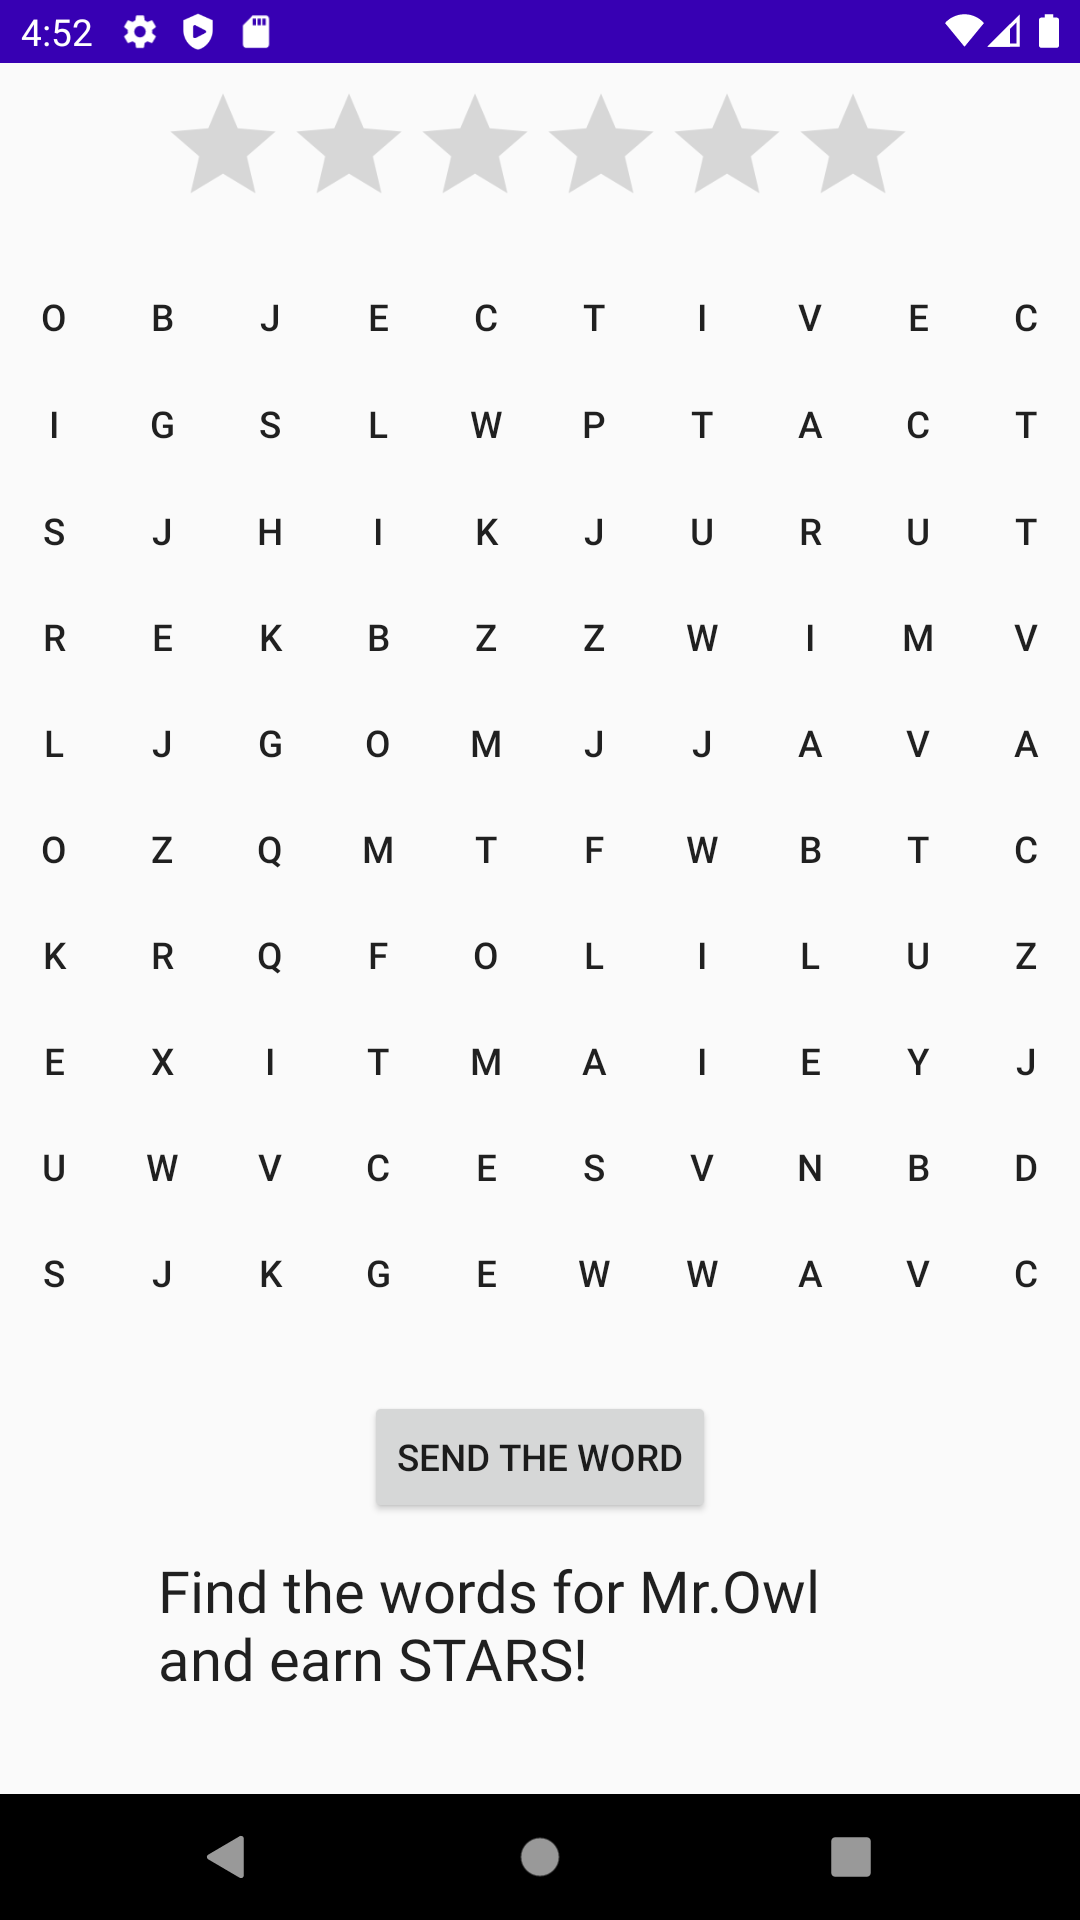 4:52
O B J E C T I V E C
I G S L W P T A C T
S J H I K J U R U T
R E K B Z Z W I M V
L J G O M J J A V A
O Z Q M T F W B T C
K R Q F O L I L U Z
E X I T M A I E Y J
U W V C E S V N B D
S J K G E W W A V C
SEND THE WORD
Find the words for Mr.Owl
and earn STARS!